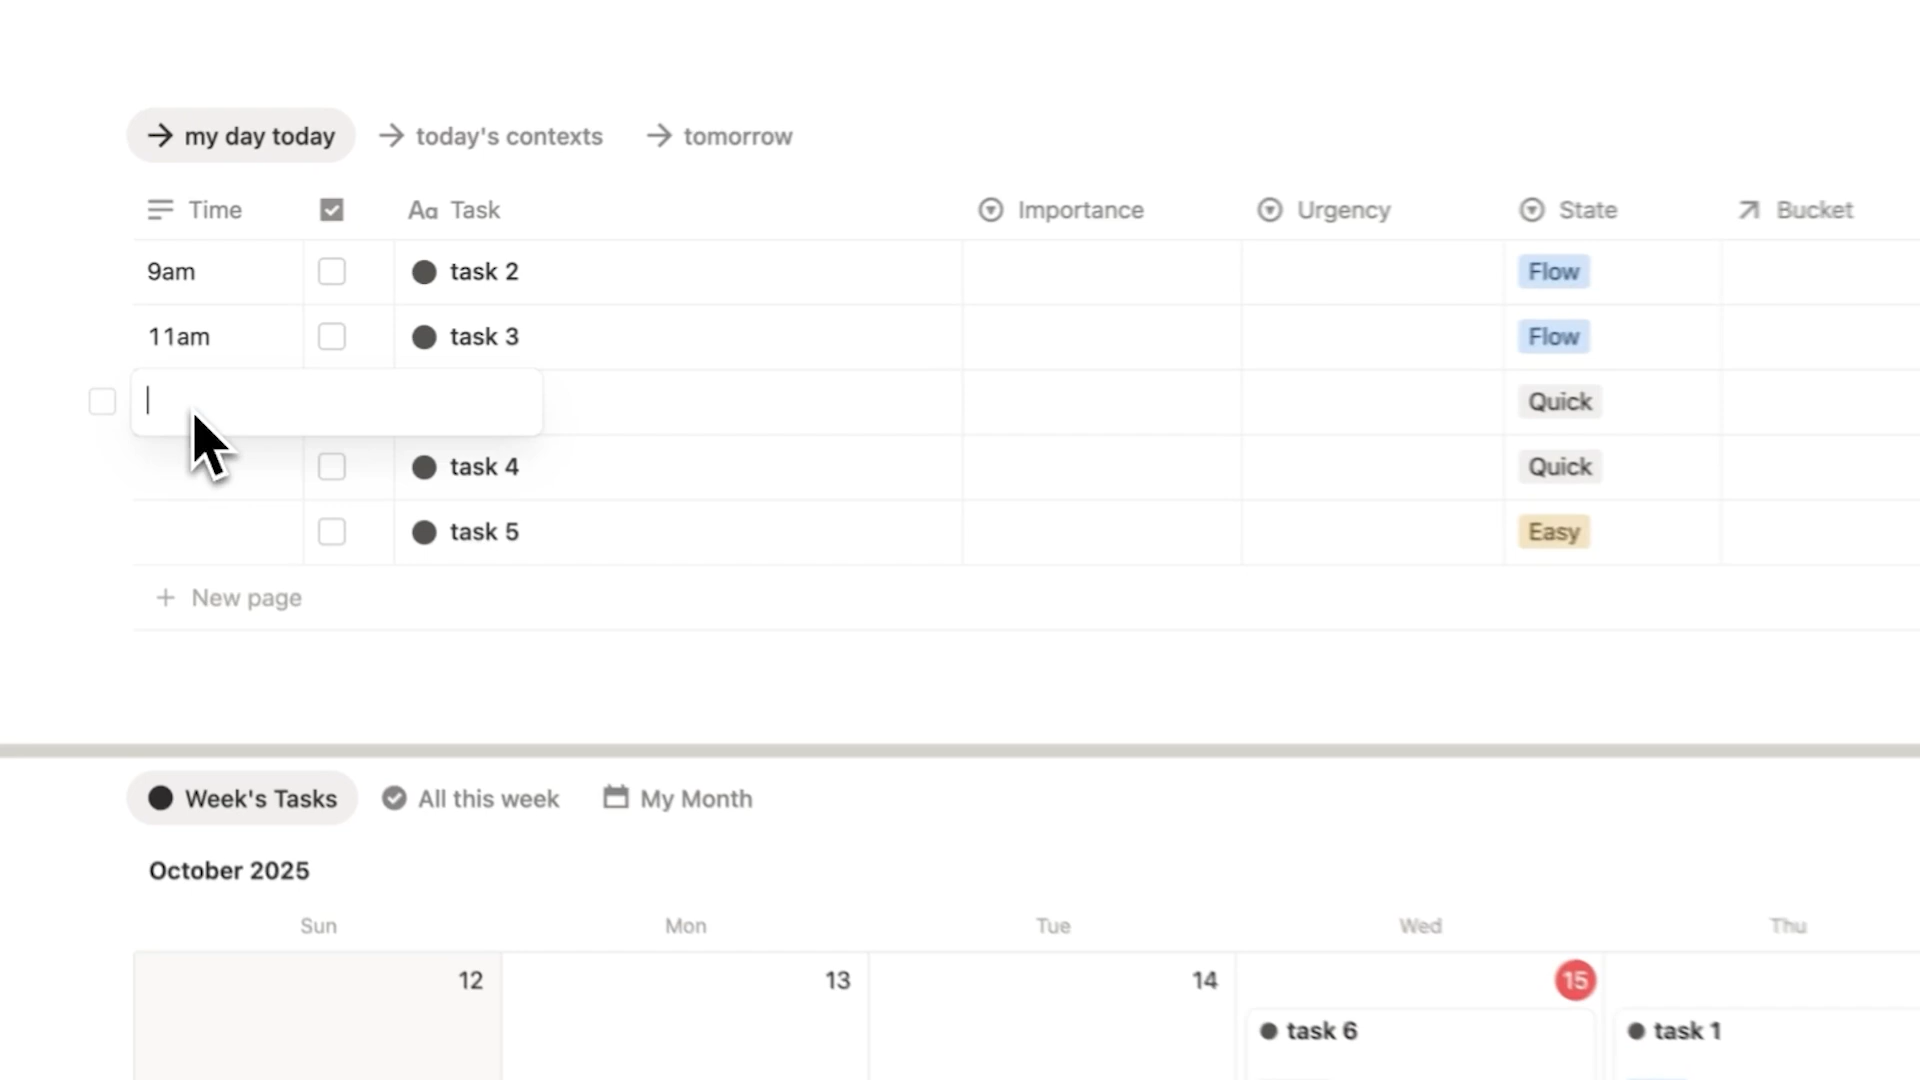 my day today today's contexts tomorrow
Time Aa Task Importance Urgency State Bucket
9am task 2 Flow
11am task 3 Flow
Quick
task 4 Quick
task 5 Easy
+ New page
Week's Tasks All this week My Month
October 2025
Sun Mon Tue Wed Thu
12 13 14 15
task 6 task 1